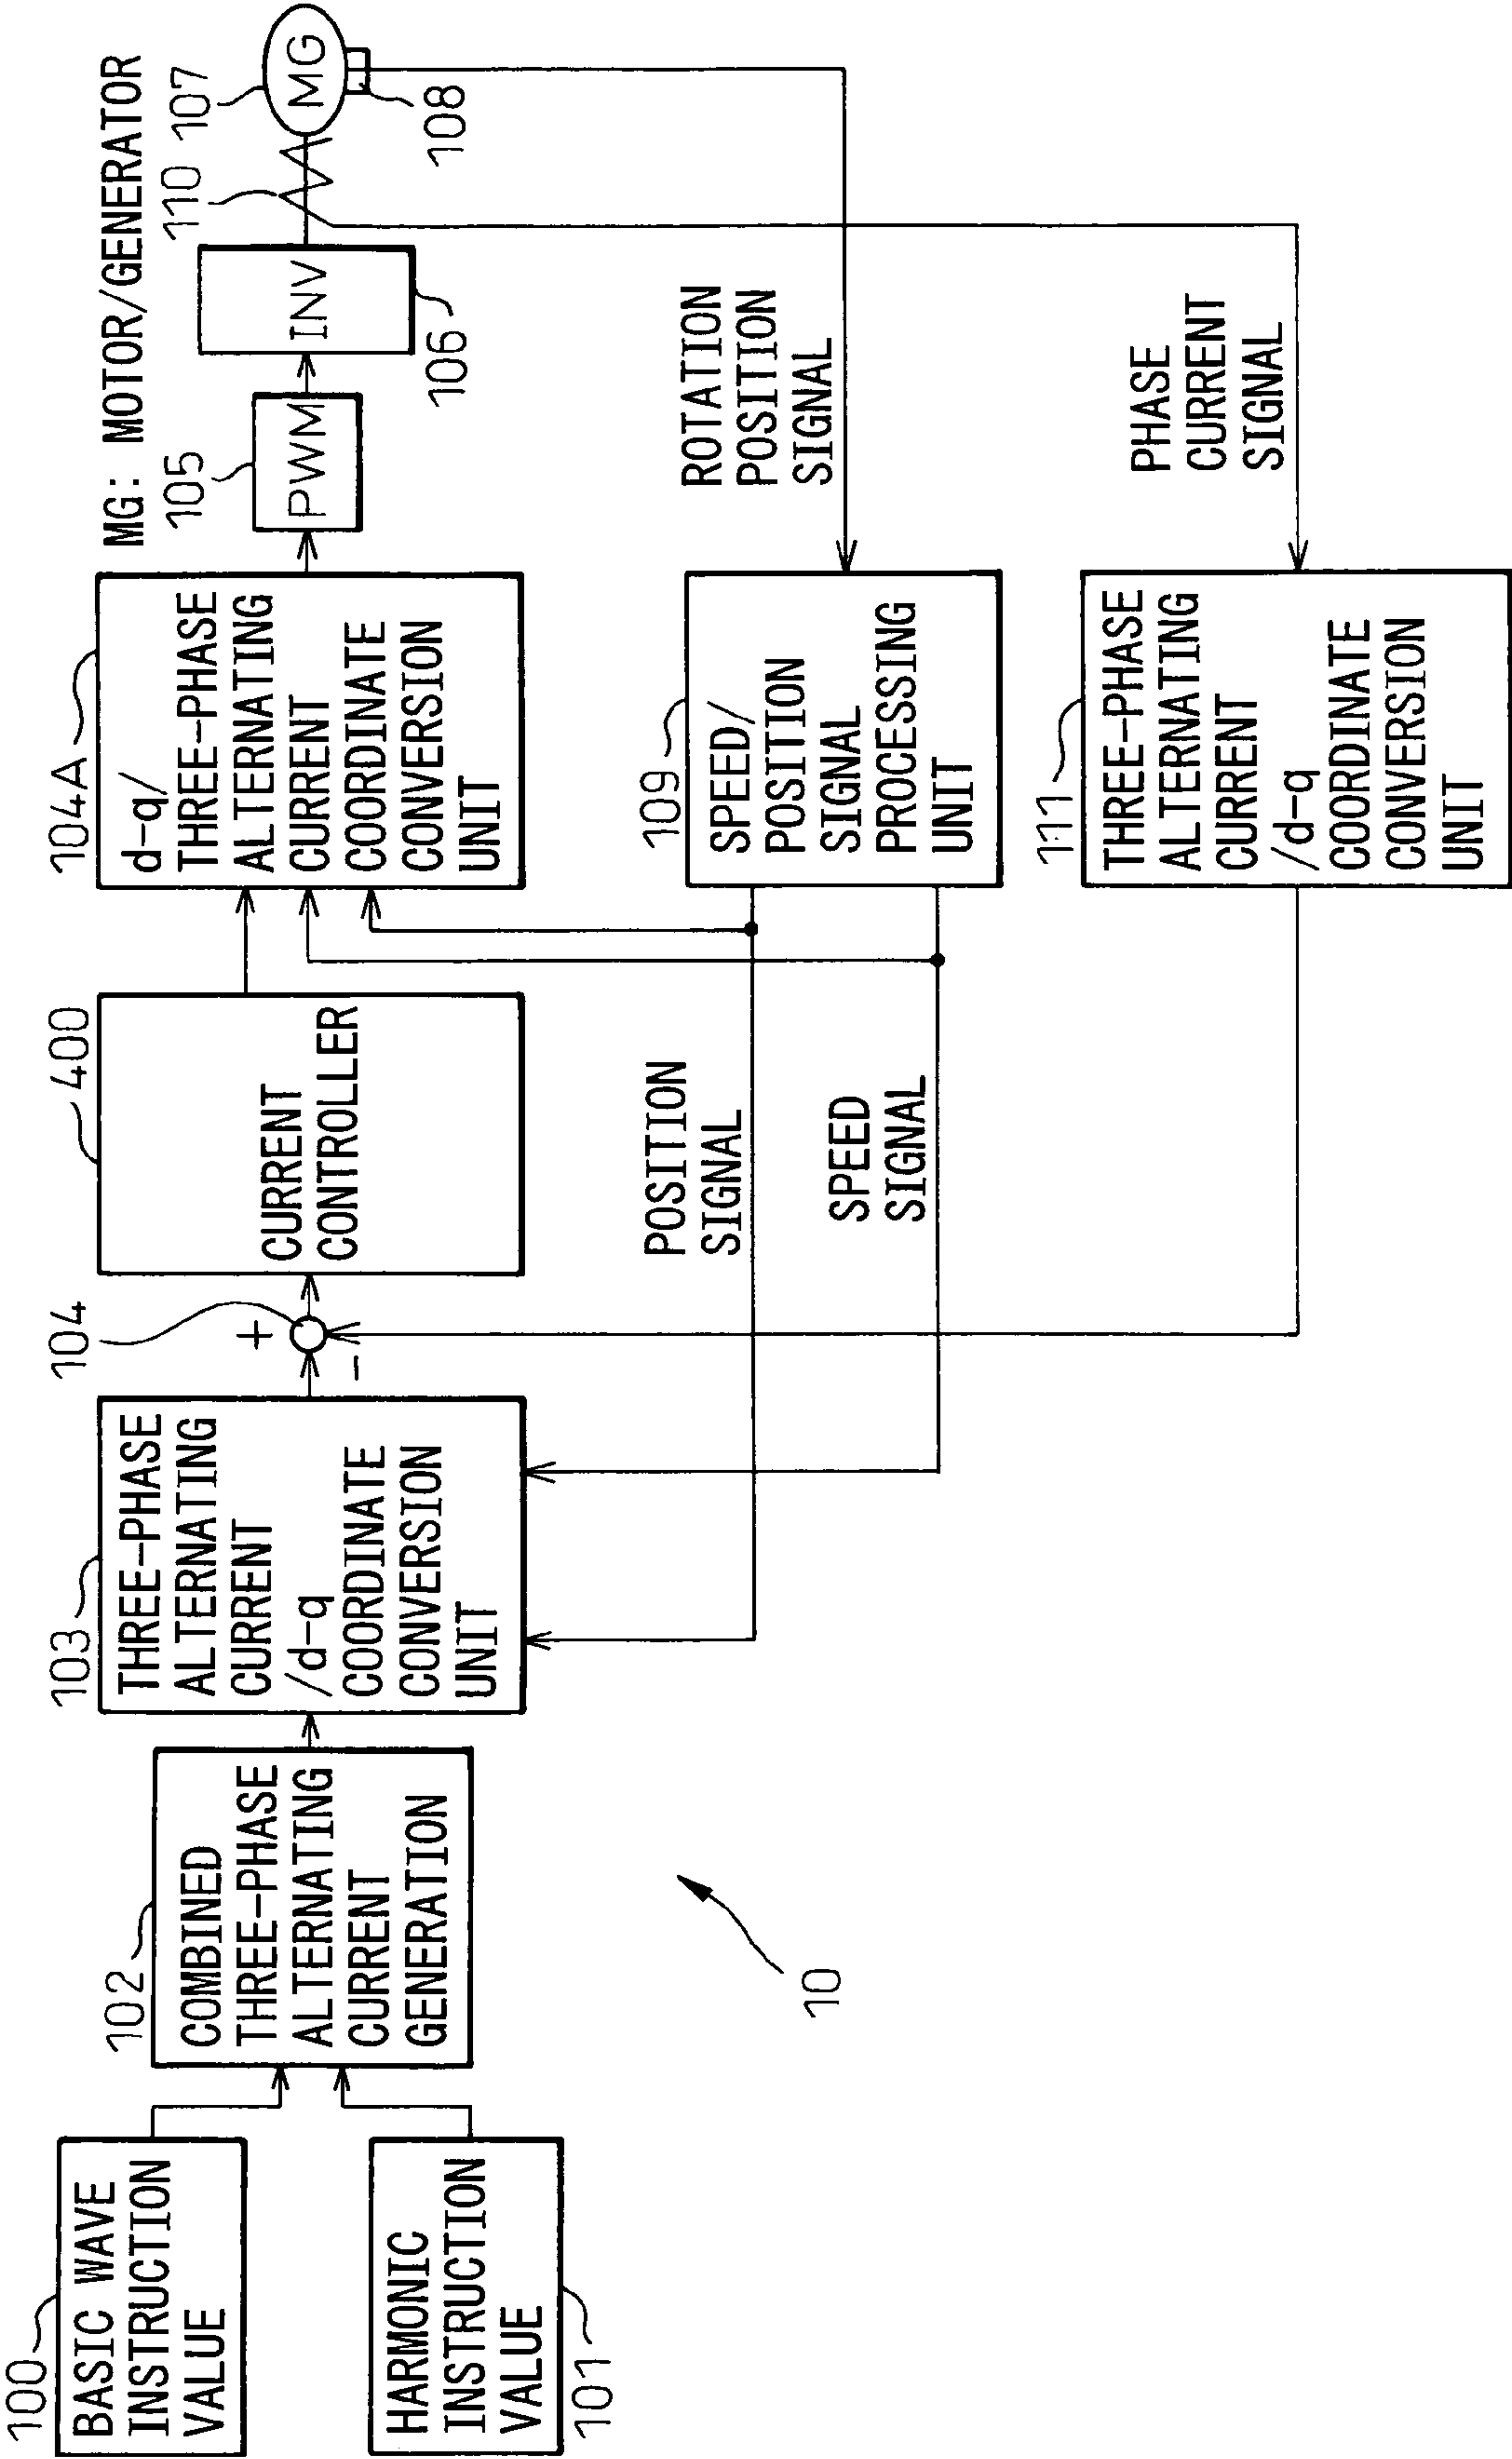 MG: MOTOR/GENERATOR
100
BASIC WAVE
INSTRUCTION
VALUE
HARMONIC
INSTRUCTION
VALUE
101
102
COMBINED
THREE-PHASE
ALTERNATING
CURRENT
GENERATION
103
THREE-PHASE
ALTERNATING
CURRENT
/d-q
COORDINATE
CONVERSION
UNIT
104
+
-
400
CURRENT
CONTROLLER
104A
d-q/
THREE-PHASE
ALTERNATING
CURRENT
COORDINATE
CONVERSION
UNIT
105
PWM
INV
106
110
107
MG
108
POSITION
SIGNAL
SPEED
SIGNAL
109
SPEED/
POSITION
SIGNAL
PROCESSING
UNIT
ROTATION
POSITION
SIGNAL
111
THREE-PHASE
ALTERNATING
CURRENT
/d-q
COORDINATE
CONVERSION
UNIT
PHASE
CURRENT
SIGNAL
10